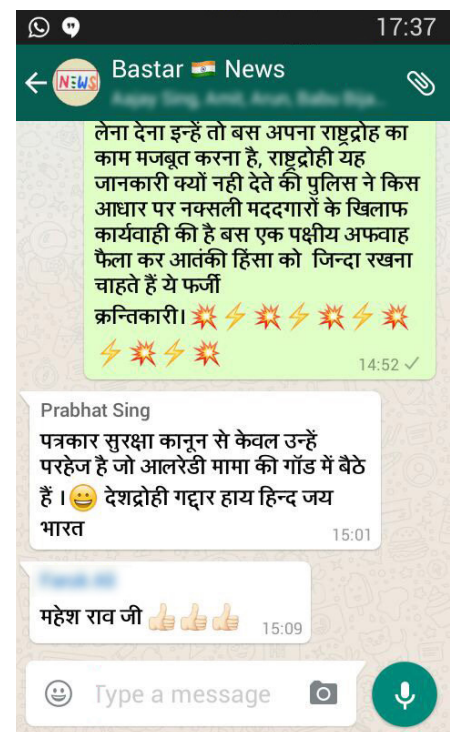 17:37
NEWS
Bastar 🇮🇳 News
लेना देना इन्हें तो बस अपना राष्ट्रद्रोह का
काम मजबूत करना है, राष्ट्रद्रोही यह
जानकारी क्यों नही देते की पुलिस ने किस
आधार पर नक्सली मददगारों के खिलाफ
कार्यवाही की है बस एक पक्षीय अफवाह
फैला कर आतंकी हिंसा को जिन्दा रखना
चाहते हैं ये फर्जी
क्रन्तिकारी। 💥⚡💥⚡💥⚡💥
⚡💥⚡💥
14:52
Prabhat Sing
पत्रकार सुरक्षा कानून से केवल उन्हें
परहेज है जो आलरेडी मामा की गॉड में बैठे
हैं । 😀 देशद्रोही गद्दार हाय हिन्द जय
भारत
15:01
महेश राव जी 👍🏻👍🏻👍🏻
15:09
Type a message